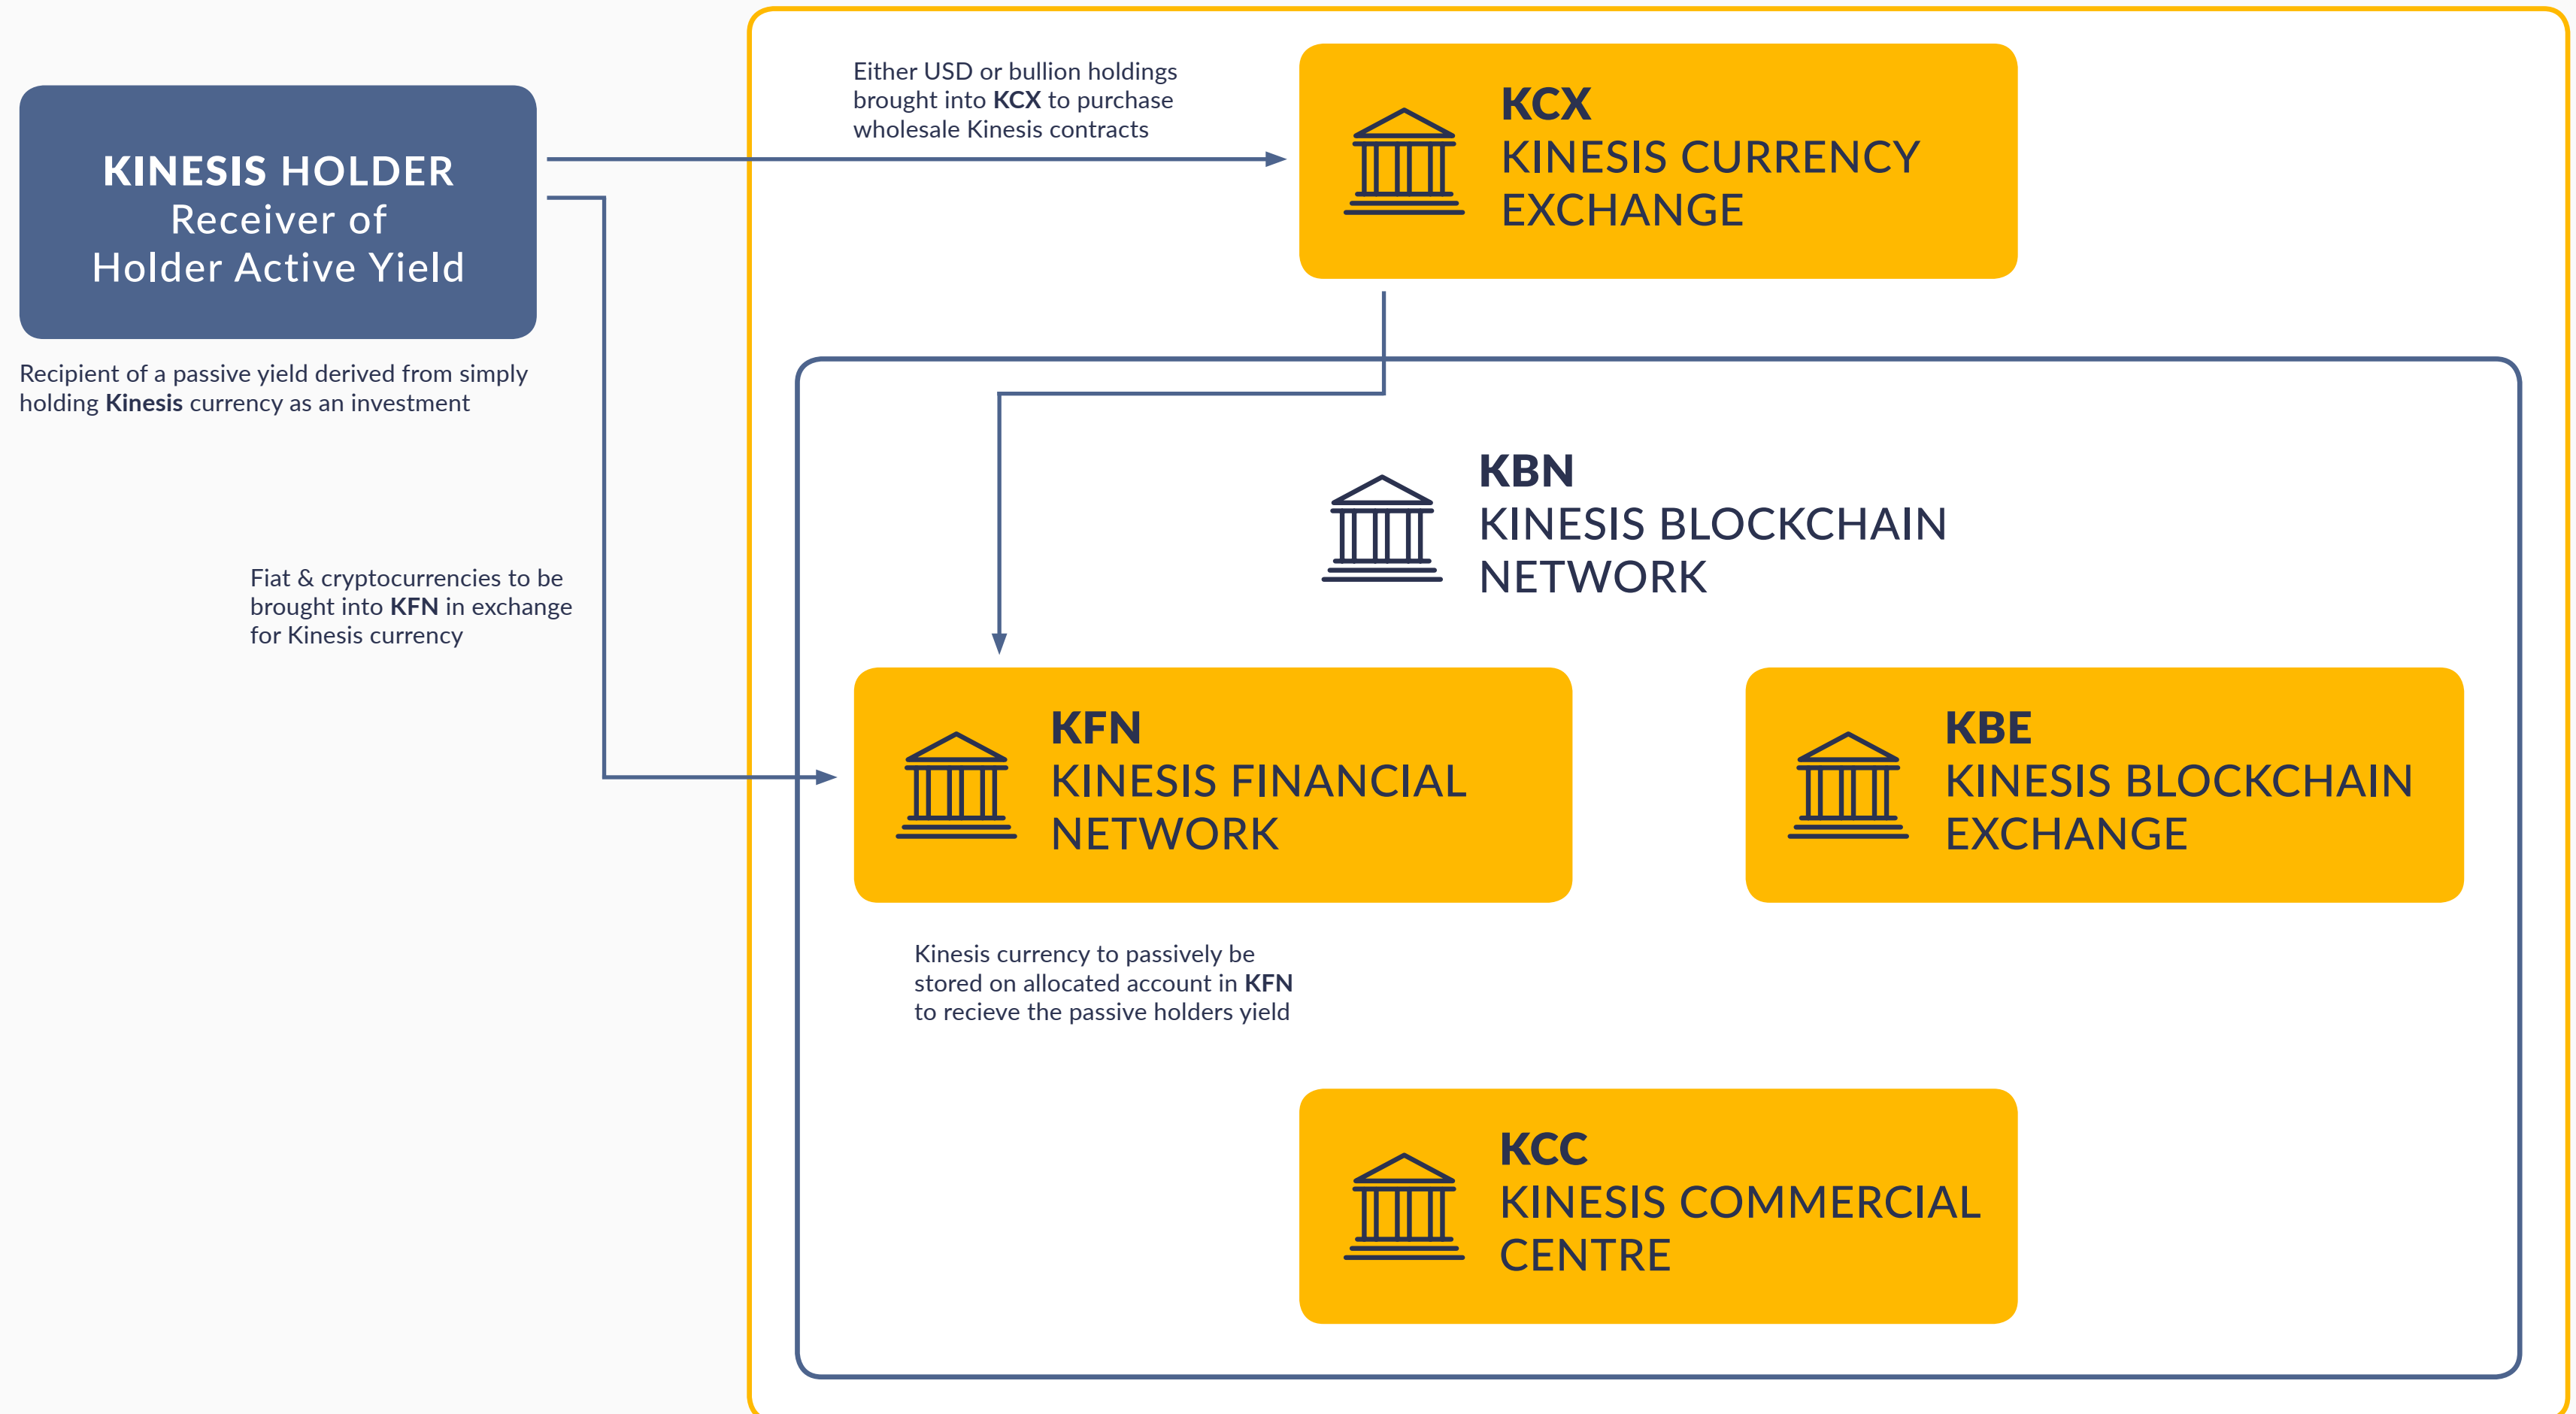 KINESIS HOLDER
Receiver of
Holder Active Yield
Recipient of a passive yield derived from simply
holding Kinesis currency as an investment
Either USD or bullion holdings
brought into KCX to purchase
wholesale Kinesis contracts
KCX
KINESIS CURRENCY
EXCHANGE
Fiat & cryptocurrencies to be
brought into KFN in exchange
for Kinesis currency
KBN
KINESIS BLOCKCHAIN
NETWORK
KFN
KINESIS FINANCIAL
NETWORK
KBE
KINESIS BLOCKCHAIN
EXCHANGE
Kinesis currency to passively be
stored on allocated account in KFN
to recieve the passive holders yield
KCC
KINESIS COMMERCIAL
CENTRE